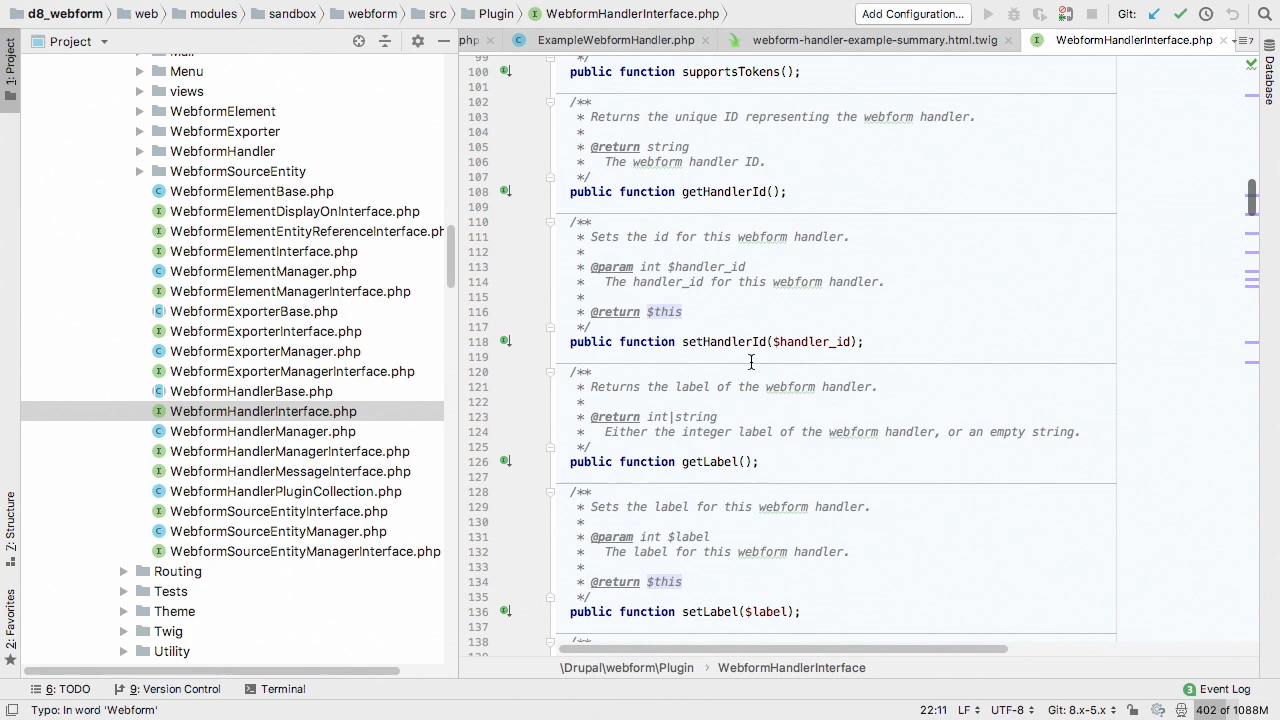 d8_webform web modules sandbox webform src Plugin WebformHandlerInterface.php Add Configuration... Git:
Project
php ExampleWebformHandler.php webform-handler-example-summary.html.twig WebformHandlerInterface.php 7
1: Project
Z: Structure
2: Favorites
Database
Menu
views
WebformElement
WebformExporter
WebformHandler
WebformSourceEntity
WebformElementBase.php
WebformElementDisplayOnInterface.php
WebformElementEntityReferenceInterface.ph
WebformElementInterface.php
WebformElementManager.php
WebformElementManagerInterface.php
WebformExporterBase.php
WebformExporterInterface.php
WebformExporterManager.php
WebformExporterManagerInterface.php
WebformHandlerBase.php
WebformHandlerInterface.php
WebformHandlerManager.php
WebformHandlerManagerInterface.php
WebformHandlerMessageInterface.php
WebformHandlerPluginCollection.php
WebformSourceEntityInterface.php
WebformSourceEntityManager.php
WebformSourceEntityManagerInterface.php
Routing
Tests
Theme
Twig
Utility
99 */
100 public function supportsTokens();
101
102 /**
103 * Returns the unique ID representing the webform handler.
104 *
105 * @return string
106 * The webform handler ID.
107 */
108 public function getHandlerId();
109
110 /**
111 * Sets the id for this webform handler.
112 *
113 * @param int $handler_id
114 * The handler_id for this webform handler.
115 *
116 * @return $this
117 */
118 public function setHandlerId($handler_id);
119
120 /**
121 * Returns the label of the webform handler.
122 *
123 * @return int|string
124 * Either the integer label of the webform handler, or an empty string.
125 */
126 public function getLabel();
127
128 /**
129 * Sets the label for this webform handler.
130 *
131 * @param int $label
132 * The label for this webform handler.
133 *
134 * @return $this
135 */
136 public function setLabel($label);
137
138 /**
\Drupal\webform\Plugin WebformHandlerInterface
6: TODO 9: Version Control Terminal 3 Event Log
Typo: In word 'Webform' 22:11 LF UTF-8 Git: 8.x-5.x 402 of 1088M